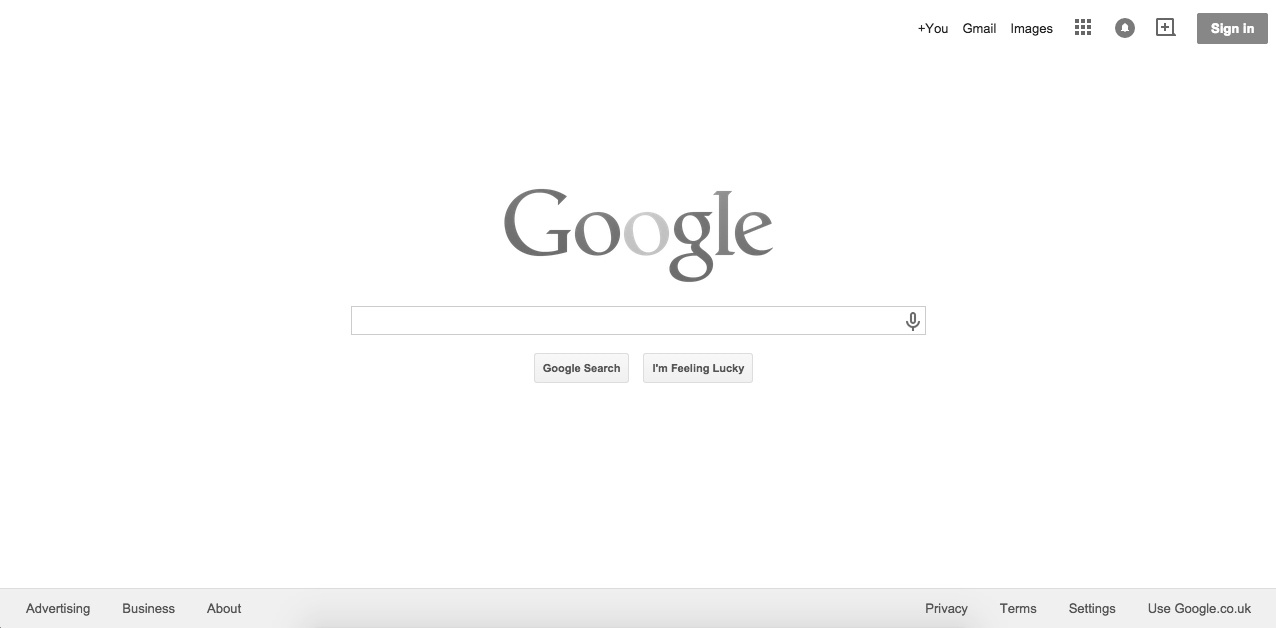 +You Gmail Images Sign in
Google
Google Search I'm Feeling Lucky
Advertising Business About Privacy Terms Settings Use Google.co.uk